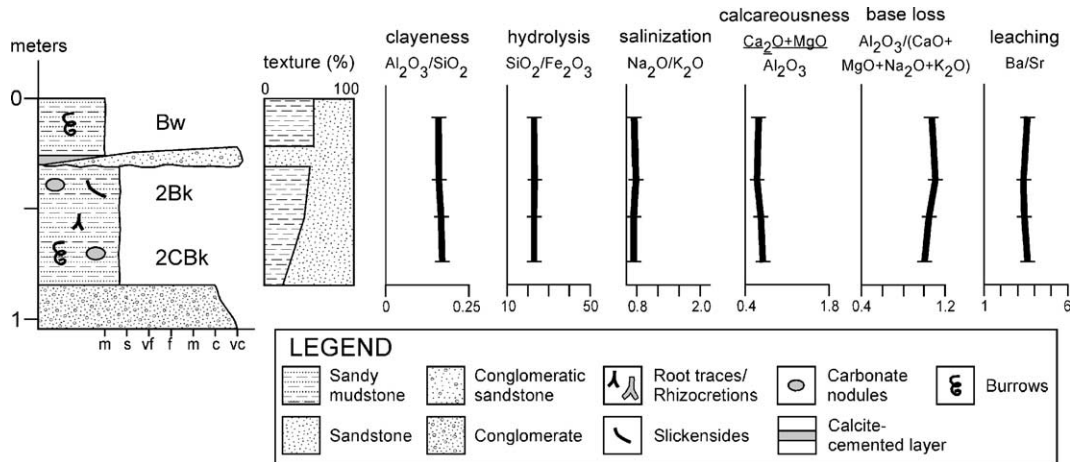 meters
0
1
Bw
2Bk
2CBk
m s vf f m c vc
texture (%)
0 100
clayeness
Al₂O₃/SiO₂
0 0.25
hydrolysis
SiO₂/Fe₂O₃
10 50
salinization
Na₂O/K₂O
0.8 2.0
calcareousness
Ca₂O+MgO
Al₂O₃
0.4 1.8
base loss
Al₂O₃/(CaO+
MgO+Na₂O+K₂O)
0.4 1.2
leaching
Ba/Sr
1 6
LEGEND
Sandy
mudstone
Conglomeratic
sandstone
Root traces/
Rhizocretions
Carbonate
nodules
Burrows
Sandstone
Conglomerate
Slickensides
Calcite-
cemented layer